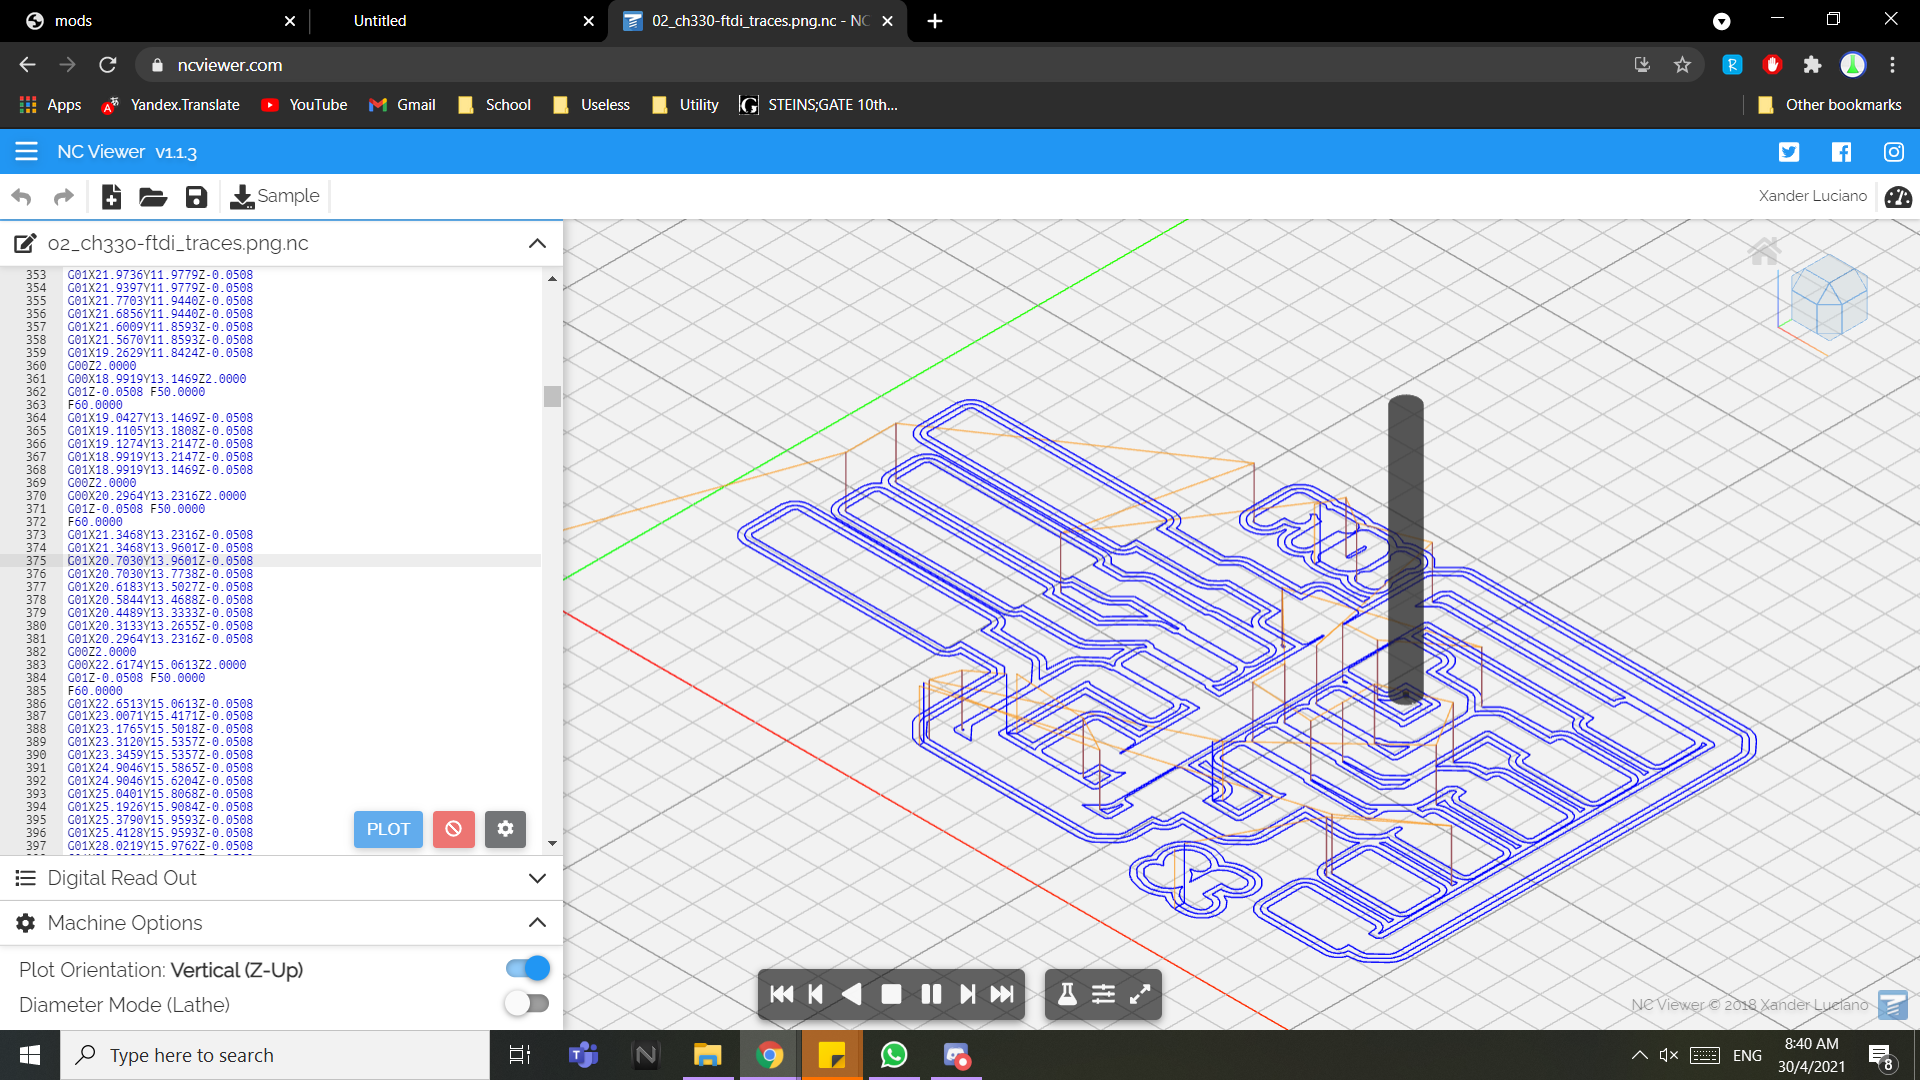 mods
Untitled
02_ch330-ftdi_traces.png.nc - NC
ncviewer.com
Apps
Yandex.Translate
YouTube
Gmail
School
Useless
Utility
STEINS;GATE 10th...
Other bookmarks
NC Viewer v1.1.3
Sample
Xander Luciano
02_ch330-ftdi_traces.png.nc
353 G01X21.9736Y11.9779Z-0.0508
354 G01X21.9397Y11.9779Z-0.0508
355 G01X21.7703Y11.9440Z-0.0508
356 G01X21.6856Y11.9440Z-0.0508
357 G01X21.6009Y11.8593Z-0.0508
358 G01X21.5670Y11.8593Z-0.0508
359 G01X19.2629Y11.8424Z-0.0508
360 G00Z2.0000
361 G00X18.9919Y13.1469Z2.0000
362 G01Z-0.0508 F50.0000
363 F60.0000
364 G01X19.0427Y13.1469Z-0.0508
365 G01X19.1105Y13.1808Z-0.0508
366 G01X19.1274Y13.2147Z-0.0508
367 G01X18.9919Y13.2147Z-0.0508
368 G01X18.9919Y13.1469Z-0.0508
369 G00Z2.0000
370 G00X20.2964Y13.2316Z2.0000
371 G01Z-0.0508 F50.0000
372 F60.0000
373 G01X21.3468Y13.2316Z-0.0508
374 G01X21.3468Y13.9601Z-0.0508
375 G01X20.7030Y13.9601Z-0.0508
376 G01X20.7030Y13.7738Z-0.0508
377 G01X20.6183Y13.5027Z-0.0508
378 G01X20.5844Y13.4688Z-0.0508
379 G01X20.4489Y13.3333Z-0.0508
380 G01X20.3133Y13.2655Z-0.0508
381 G01X20.2964Y13.2316Z-0.0508
382 G00Z2.0000
383 G00X22.6174Y15.0613Z2.0000
384 G01Z-0.0508 F50.0000
385 F60.0000
386 G01X22.6513Y15.0613Z-0.0508
387 G01X23.0071Y15.4171Z-0.0508
388 G01X23.1765Y15.5018Z-0.0508
389 G01X23.3120Y15.5357Z-0.0508
390 G01X23.3459Y15.5357Z-0.0508
391 G01X24.9046Y15.5865Z-0.0508
392 G01X24.9046Y15.6204Z-0.0508
393 G01X25.0401Y15.8068Z-0.0508
394 G01X25.1926Y15.9084Z-0.0508
395 G01X25.3790Y15.9593Z-0.0508
396 G01X25.4128Y15.9593Z-0.0508
397 G01X28.0219Y15.9762Z-0.0508
PLOT
Digital Read Out
Machine Options
Plot Orientation: Vertical (Z-Up)
Diameter Mode (Lathe)
NC Viewer © 2018 Xander Luciano
Type here to search
ENG
8:40 AM
30/4/2021
8